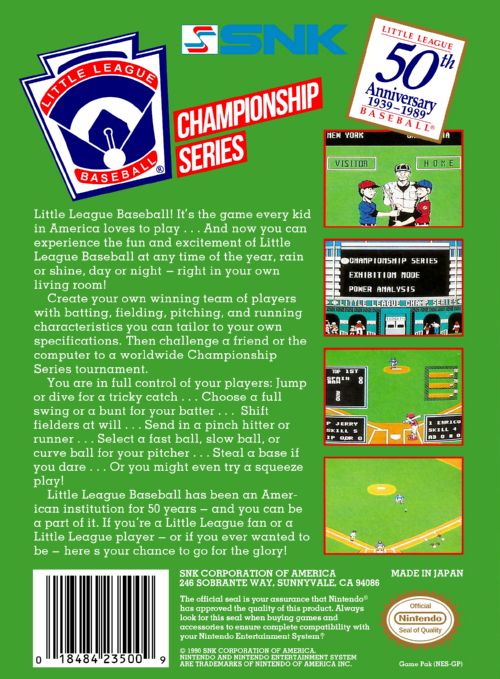 SNK
LITTLE LEAGUE
BASEBALL®
CHAMPIONSHIP
SERIES
LITTLE LEAGUE
50th
Anniversary
1939-1989
BASEBALL®
NEW YORK
VISITOR
HOME
CHAMPIONSHIP SERIES
EXHIBITION MODE
POWER ANALYSIS
LITTLE LEAGUE CHAMP. SERIES
TOP 1ST
P JERRY
SKILL 5
1 ENRICO
SKILL 4
Little League Baseball! It's the game every kid
in America loves to play . . . And now you can
experience the fun and excitement of Little
League Baseball at any time of the year, rain
or shine, day or night – right in your own
living room!
Create your own winning team of players
with batting, fielding, pitching, and running
characteristics you can tailor to your own
specifications. Then challenge a friend or the
computer to a worldwide Championship
Series tournament.
You are in full control of your players: Jump
or dive for a tricky catch . . . Choose a full
swing or a bunt for your batter . . . Shift
fielders at will . . . Send in a pinch hitter or
runner . . . Select a fast ball, slow ball, or
curve ball for your pitcher . . . Steal a base if
you dare . . . Or you might even try a squeeze
play!
Little League Baseball has been an Amer-
ican institution for 50 years – and you can be
a part of it. If you're a Little League fan or a
Little League player – or if you ever wanted to
be – here s your chance to go for the glory!
SNK CORPORATION OF AMERICA
246 SOBRANTE WAY, SUNNYVALE, CA 94086
MADE IN JAPAN
The official seal is your assurance that Nintendo®
has approved the quality of this product. Always
look for this seal when buying games and
accessories to ensure complete compatibility with
your Nintendo Entertainment System®
© 1990 SNK CORPORATION OF AMERICA.
NINTENDO AND NINTENDO ENTERTAINMENT SYSTEM
ARE TRADEMARKS OF NINTENDO OF AMERICA INC.
Official
Nintendo
Seal of Quality
Game Pak (NES-GP)
0 18484 23500 9